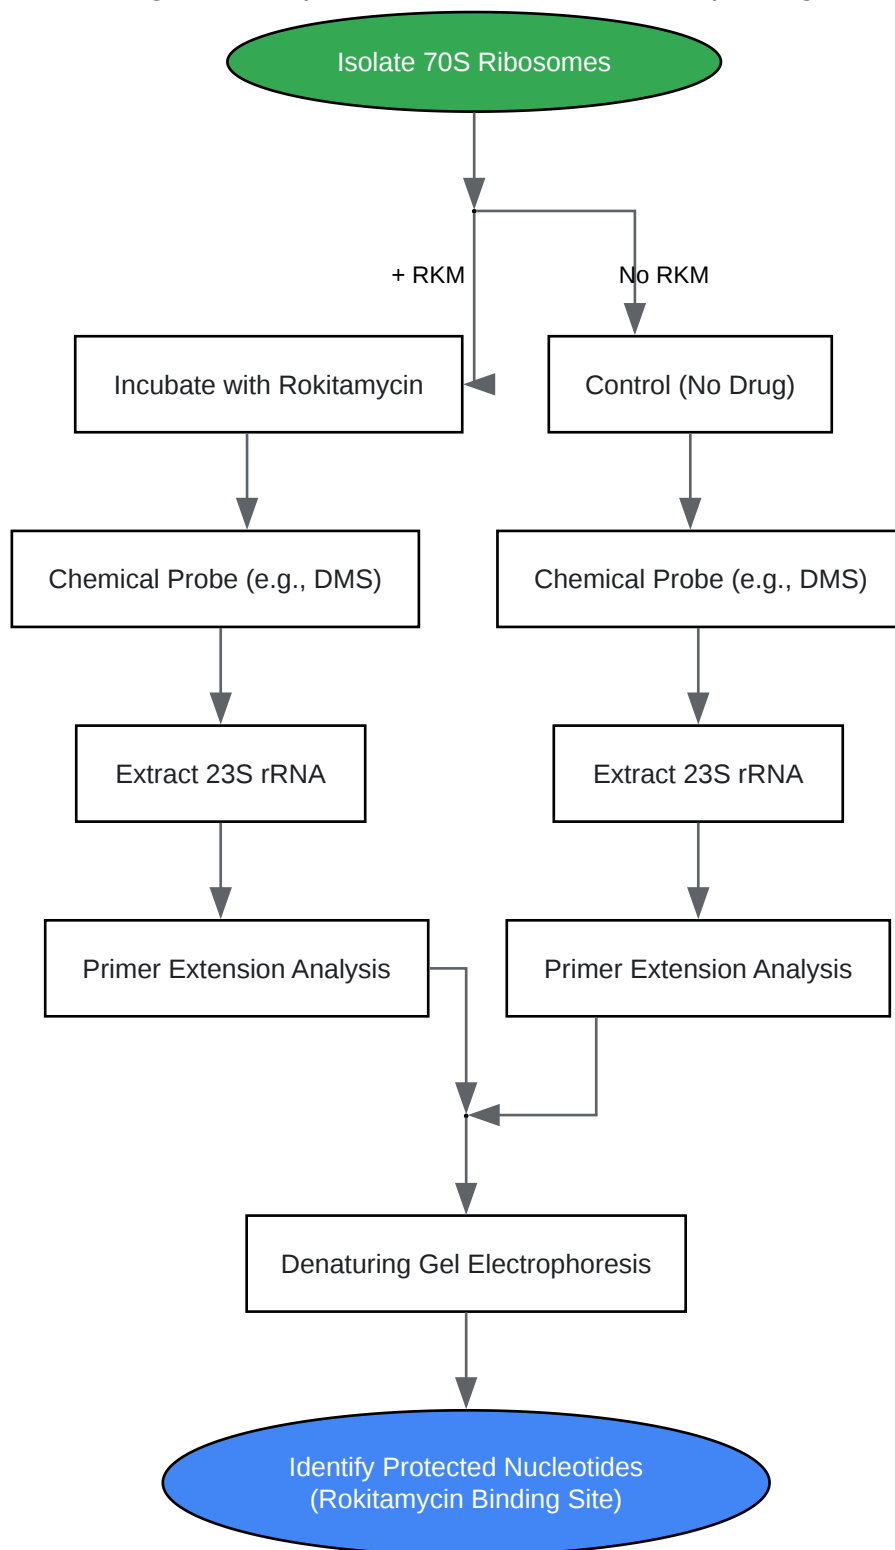 Isolate 70S Ribosomes
+ RKM
No RKM
Incubate with Rokitamycin
Control (No Drug)
Chemical Probe (e.g., DMS)
Chemical Probe (e.g., DMS)
Extract 23S rRNA
Extract 23S rRNA
Primer Extension Analysis
Primer Extension Analysis
Denaturing Gel Electrophoresis
Identify Protected Nucleotides
(Rokitamycin Binding Site)